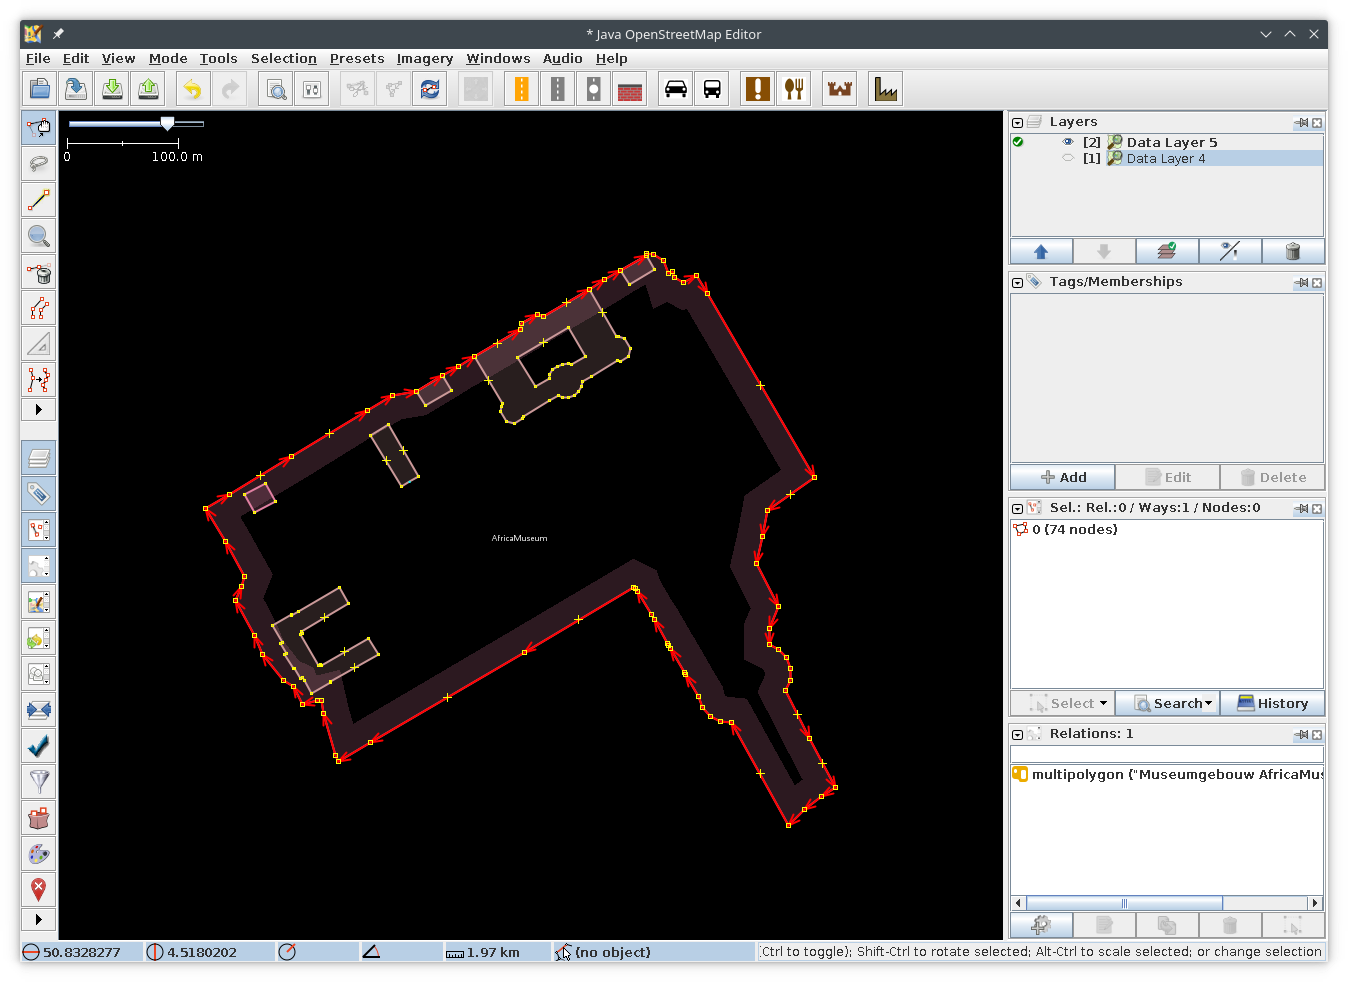 * Java OpenStreetMap Editor
File Edit View Mode Tools Selection Presets Imagery Windows Audio Help
0 100.0 m
AfricaMuseum
Layers
[2] Data Layer 5
[1] Data Layer 4
Tags/Memberships
Add Edit Delete
Sel.: Rel.:0 / Ways:1 / Nodes:0
0 (74 nodes)
Select Search History
Relations: 1
multipolygon ("Museumgebouw AfricaMus
50.8328277 4.5180202 1.97 km (no object) Ctrl to toggle); Shift-Ctrl to rotate selected; Alt-Ctrl to scale selected; or change selection